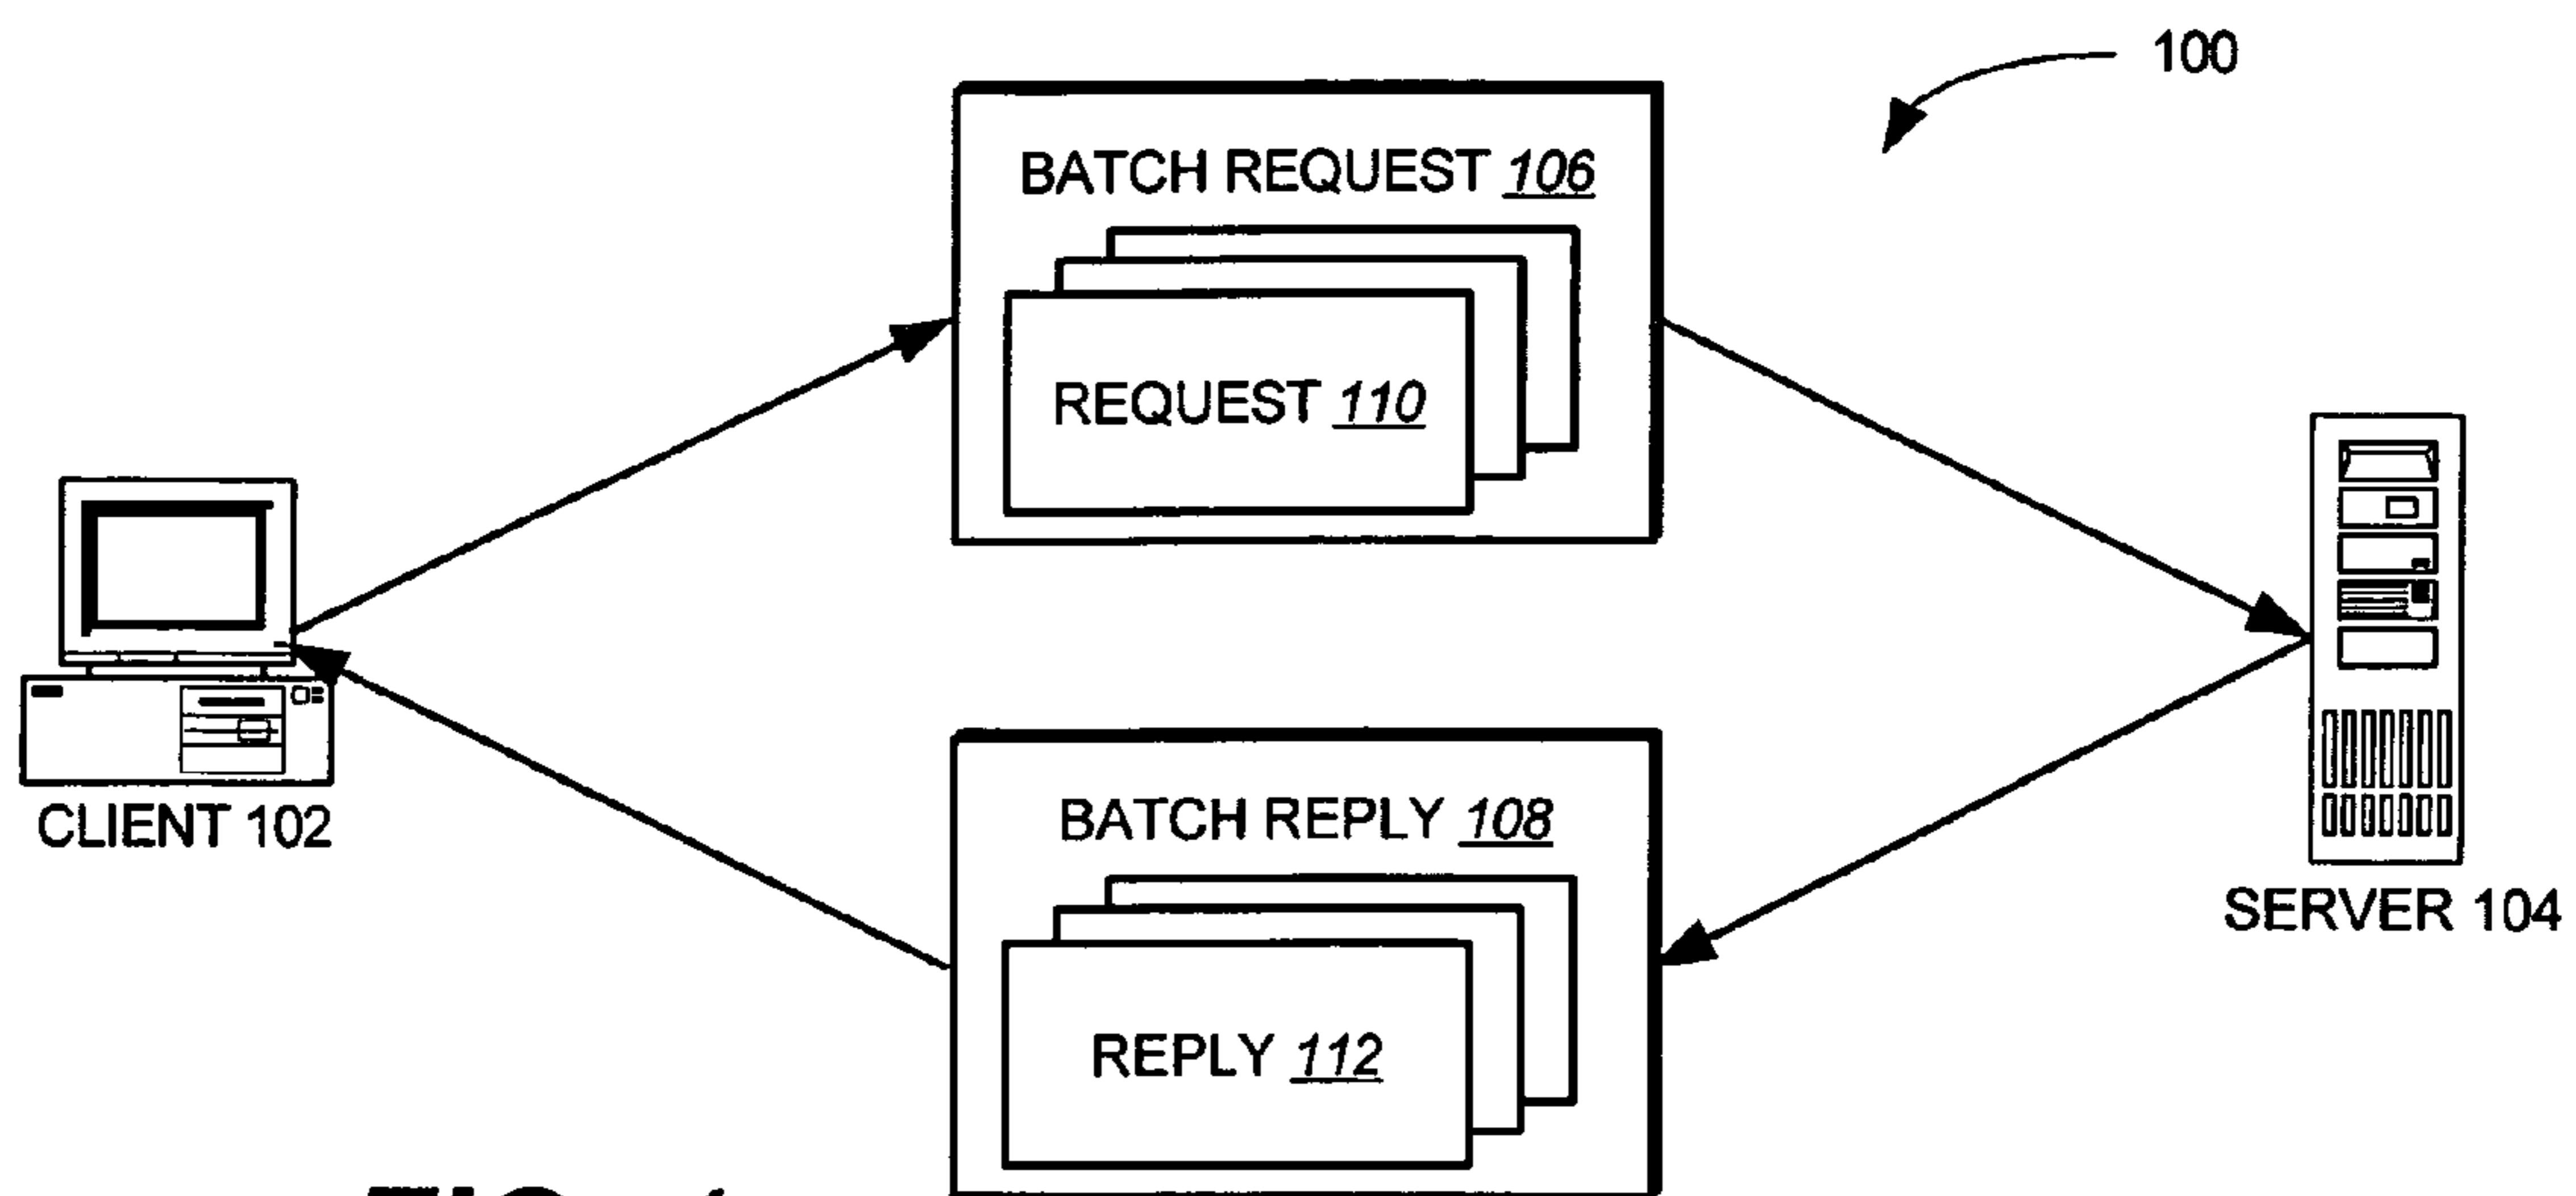 100
BATCH REQUEST 106
REQUEST 110
CLIENT 102
BATCH REPLY 108
SERVER 104
REPLY 112